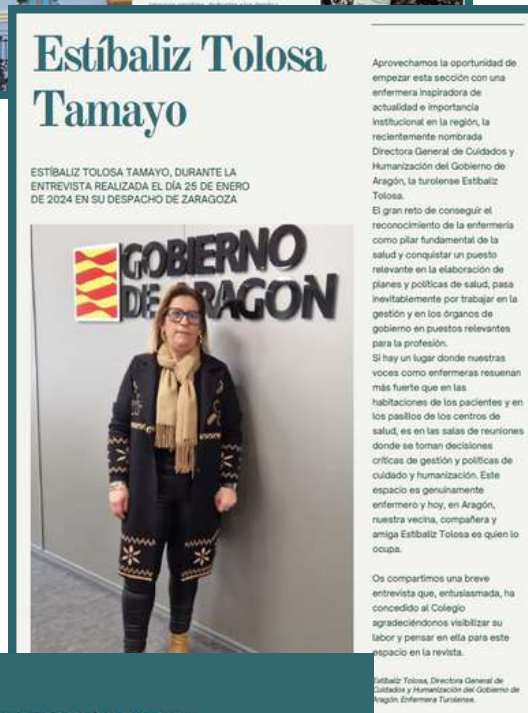 Estíbaliz Tolosa
Tamayo
ESTÍBALIZ TOLOSA TAMAYO, DURANTE LA
ENTREVISTA REALIZADA EL DÍA 25 DE ENERO
DE 2024 EN SU DESPACHO DE ZARAGOZA
GOBIERNO
DE ARAGON
Aprovechamos la oportunidad de
empezar esta sección con una
enfermera inspiradora de
actualidad e importancia
institucional en la región, la
recientemente nombrada
Directora General de Cuidados y
Humanización del Gobierno de
Aragón, la turolense Estíbaliz
Tolosa.
El gran reto de conseguir el
reconocimiento de la enfermería
como pilar fundamental de la
salud y conquistar un puesto
relevante en la elaboración de
planes y políticas de salud, pasa
inevitablemente por trabajar en la
gestión y en los órganos de
gobierno en puestos relevantes
para la profesión.
Si hay un lugar donde nuestras
voces como enfermeras resuenan
más fuerte que en las
habitaciones de los pacientes y en
los pasillos de los centros de
salud, es en las salas de reuniones
donde se toman decisiones
críticas de gestión y políticas de
cuidado y humanización. Este
espacio es genuinamente
enfermero y hoy, en Aragón,
nuestra vecina, compañera y
amiga Estíbaliz Tolosa es quien lo
ocupa.
Os compartimos una breve
entrevista que, entusiasmada, ha
concedido al Colegio
agradeciéndonos visibilizar su
labor y pensar en ella para este
espacio en la revista.
Estíbaliz Tolosa, Directora General de
Cuidados y Humanización del Gobierno de
Aragón. Enfermera Turolense.